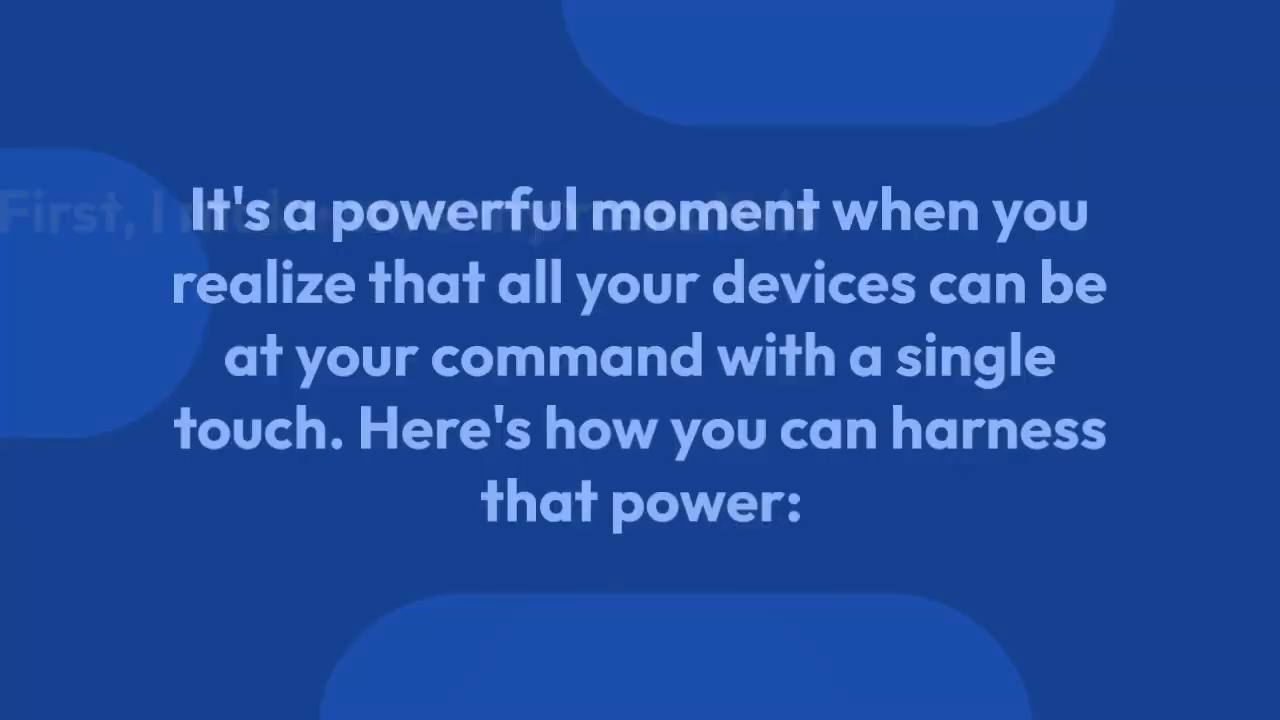 It's a powerful moment when you
realize that all your devices can be
at your command with a single
touch. Here's how you can harness
that power:
First, I